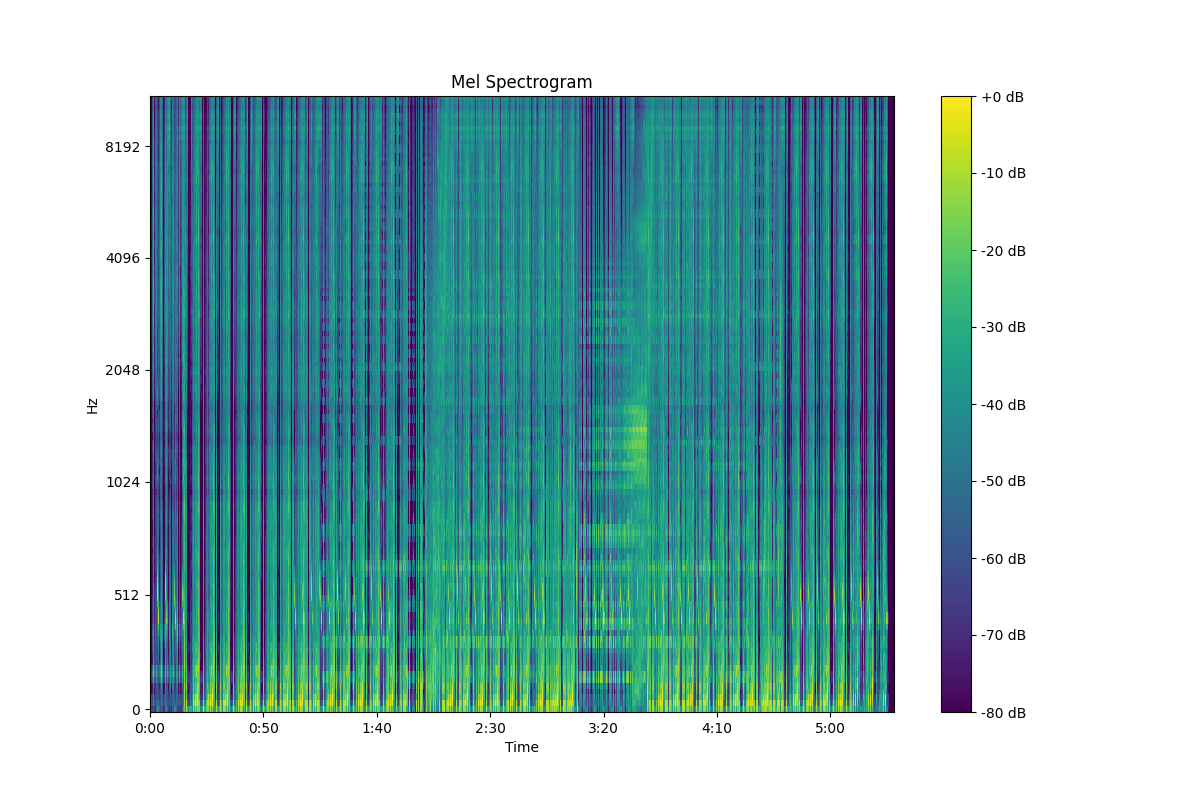 Mel Spectrogram
8192
4096
2048
1024
512
0
Hz
0:00 0:50 1:40 2:30 3:20 4:10 5:00
Time
+0 dB
-10 dB
-20 dB
-30 dB
-40 dB
-50 dB
-60 dB
-70 dB
-80 dB